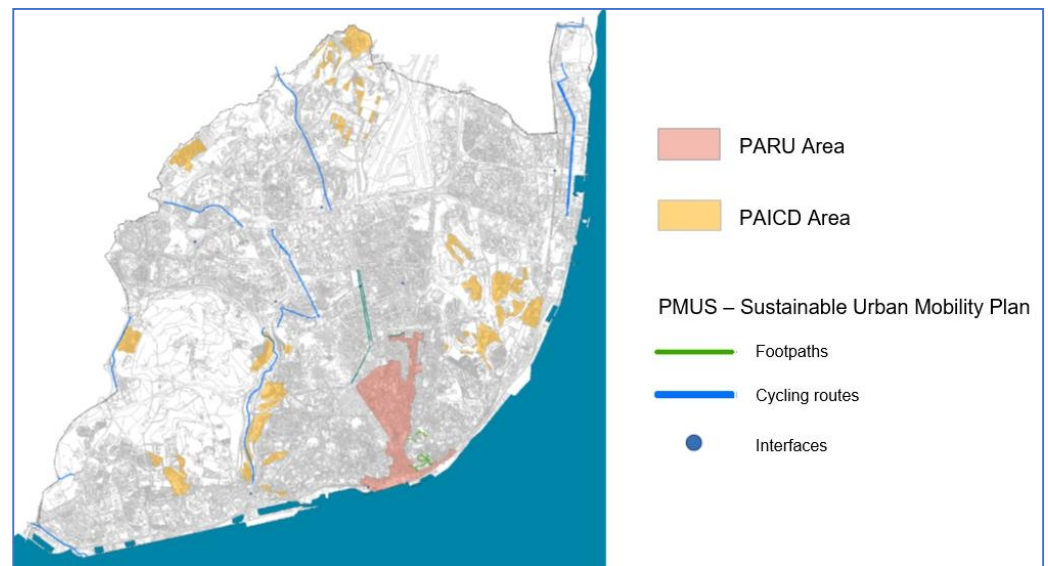 PARU Area
PAICD Area
PMUS – Sustainable Urban Mobility Plan
Footpaths
Cycling routes
Interfaces